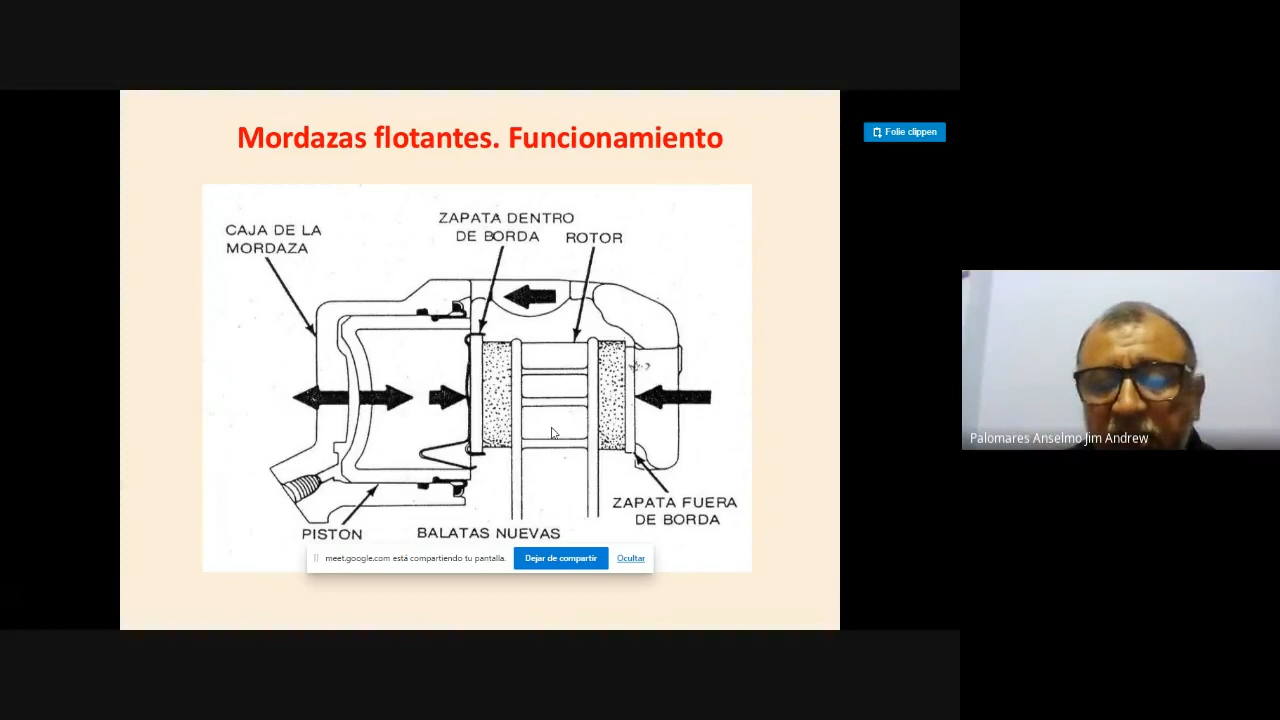 Mordazas flotantes. Funcionamiento
Folie clippen
CAJA DE LA
MORDAZA
ZAPATA DENTRO
DE BORDA
ROTOR
ZAPATA FUERA
DE BORDA
PISTON
BALATAS NUEVAS
meet.google.com está compartiendo tu pantalla.
Dejar de compartir
Ocultar
Palomares Anselmo Jim Andrew